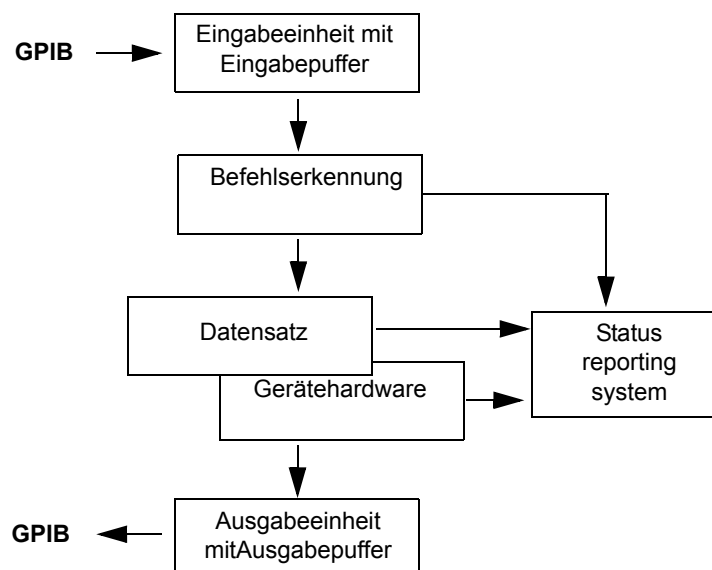 GPIB
Eingabeeinheit mit
Eingabepuffer
Befehlserkennung
Datensatz
Gerätehardware
Status
reporting
system
GPIB
Ausgabeeinheit
mitAusgabepuffer